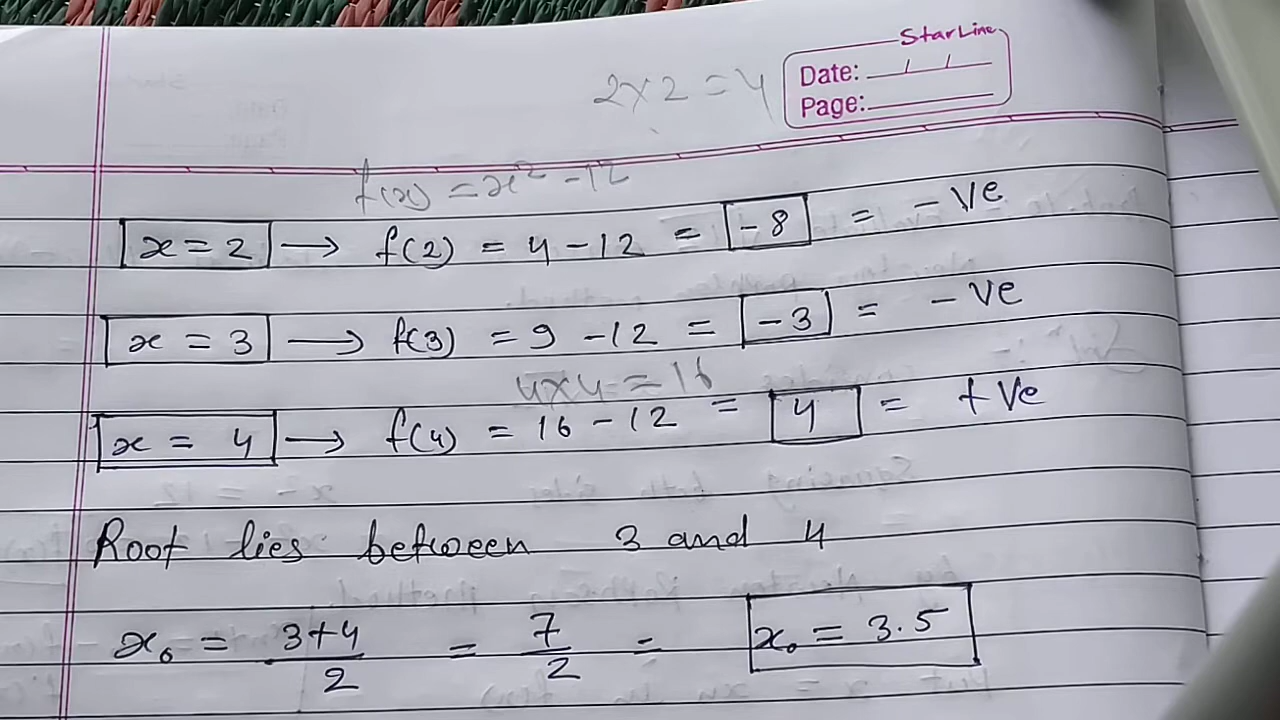 StarLine
2×2=4
Date: / /
Page:
f(x) = x² - 12
x = 2 → f(2) = 4 - 12 = -8 = -ve
x = 3 → f(3) = 9 - 12 = -3 = -ve
4×4=16
x = 4 → f(4) = 16 - 12 = 4 = +ve
Root lies between 3 and 4
x₀ = 3+4/2 = 7/2 = x₀ = 3.5